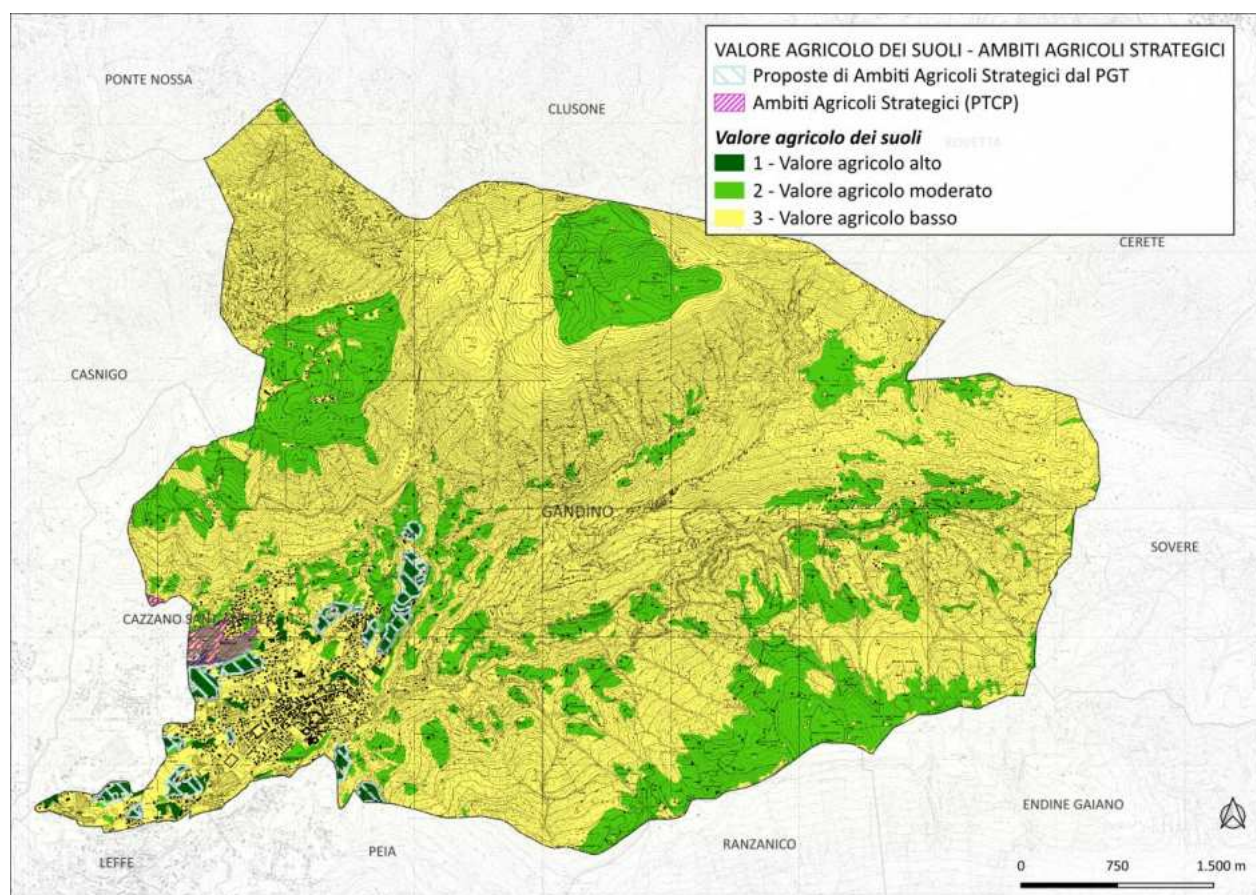 VALORE AGRICOLO DEI SUOLI - AMBITI AGRICOLI STRATEGICI
Proposte di Ambiti Agricoli Strategici dal PGT
Ambiti Agricoli Strategici (PTCP)
Valore agricolo dei suoli
1 - Valore agricolo alto
2 - Valore agricolo moderato
3 - Valore agricolo basso
PONTE NOSSA
CLUSONE
CERETE
CASNIGO
GANDINO
SOVERE
CAZZANO
ENDINE GAIANO
RANZANICO
PEIA
LEFFE
0 750 1.500 m